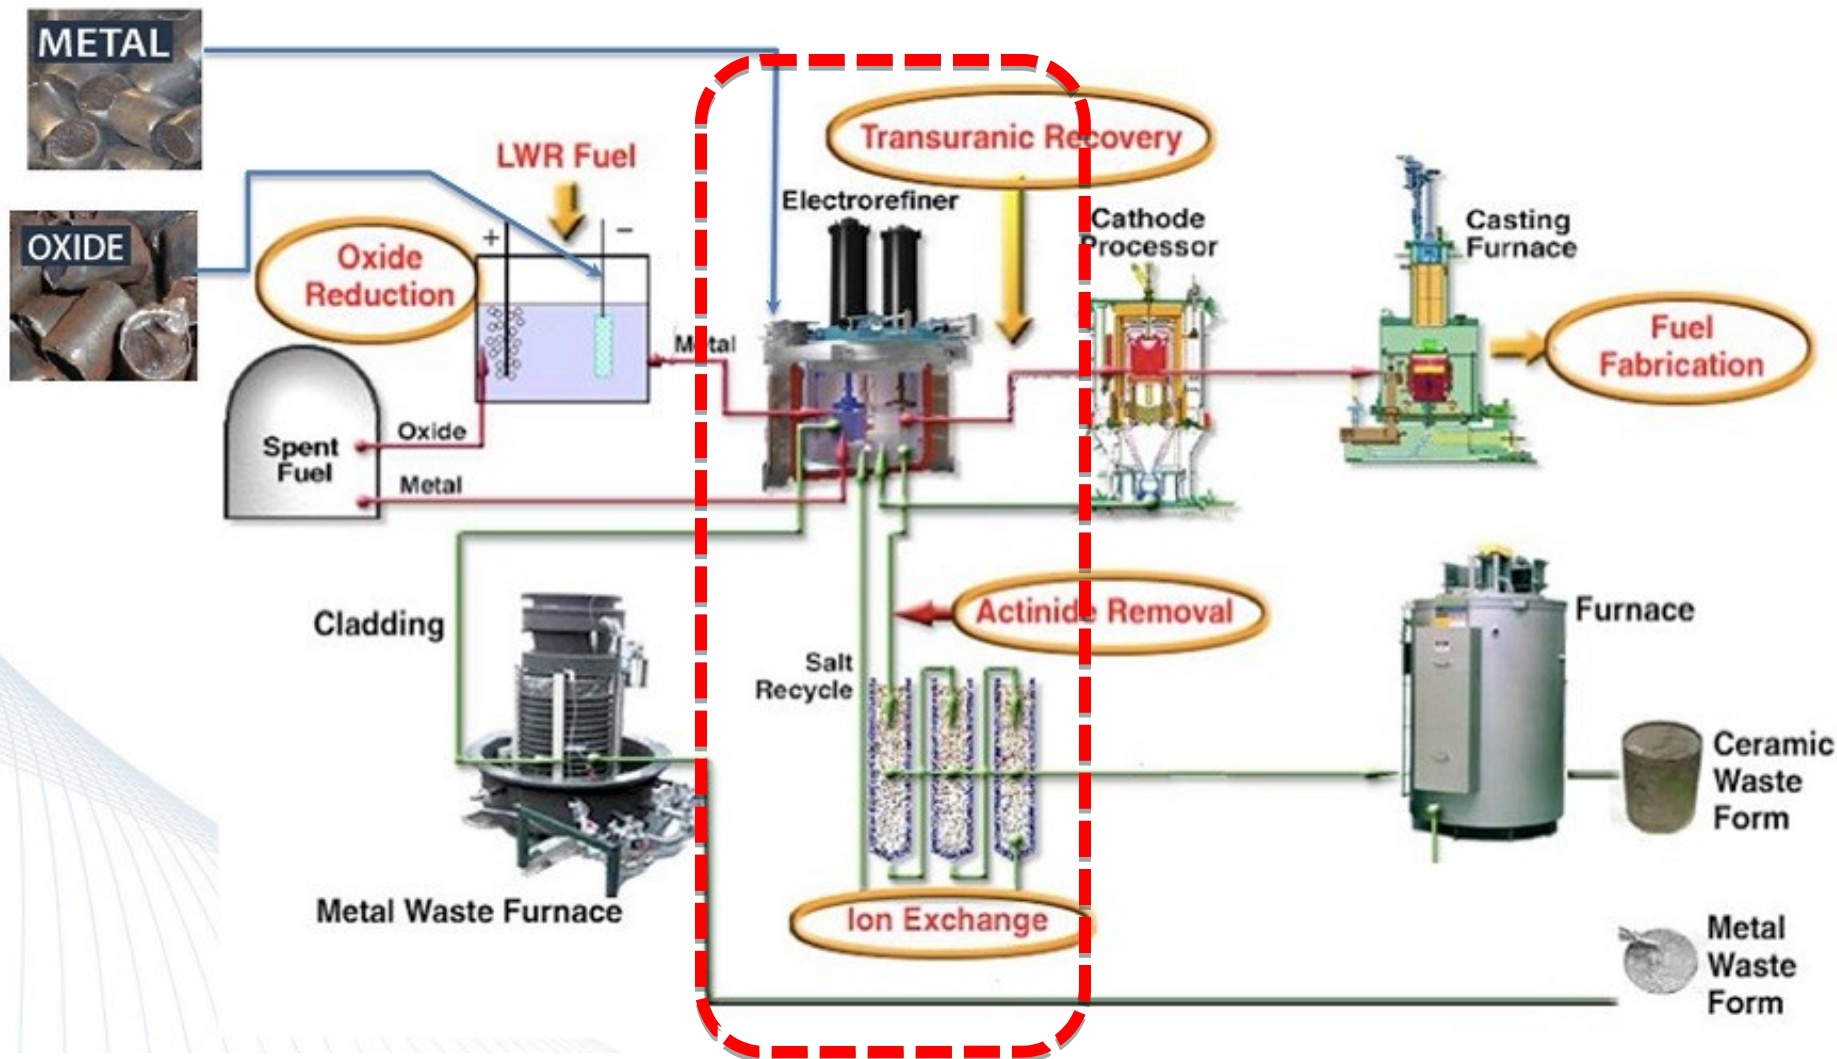 METAL
OXIDE
LWR Fuel
Oxide
Reduction
+
−
Transuranic Recovery
Electrorefiner
Cathode
Processor
Casting
Furnace
Fuel
Fabrication
Metal
Spent
Fuel
Oxide
Metal
Cladding
Actinide Removal
Salt
Recycle
Furnace
Ceramic
Waste
Form
Metal Waste Furnace
Ion Exchange
Metal
Waste
Form